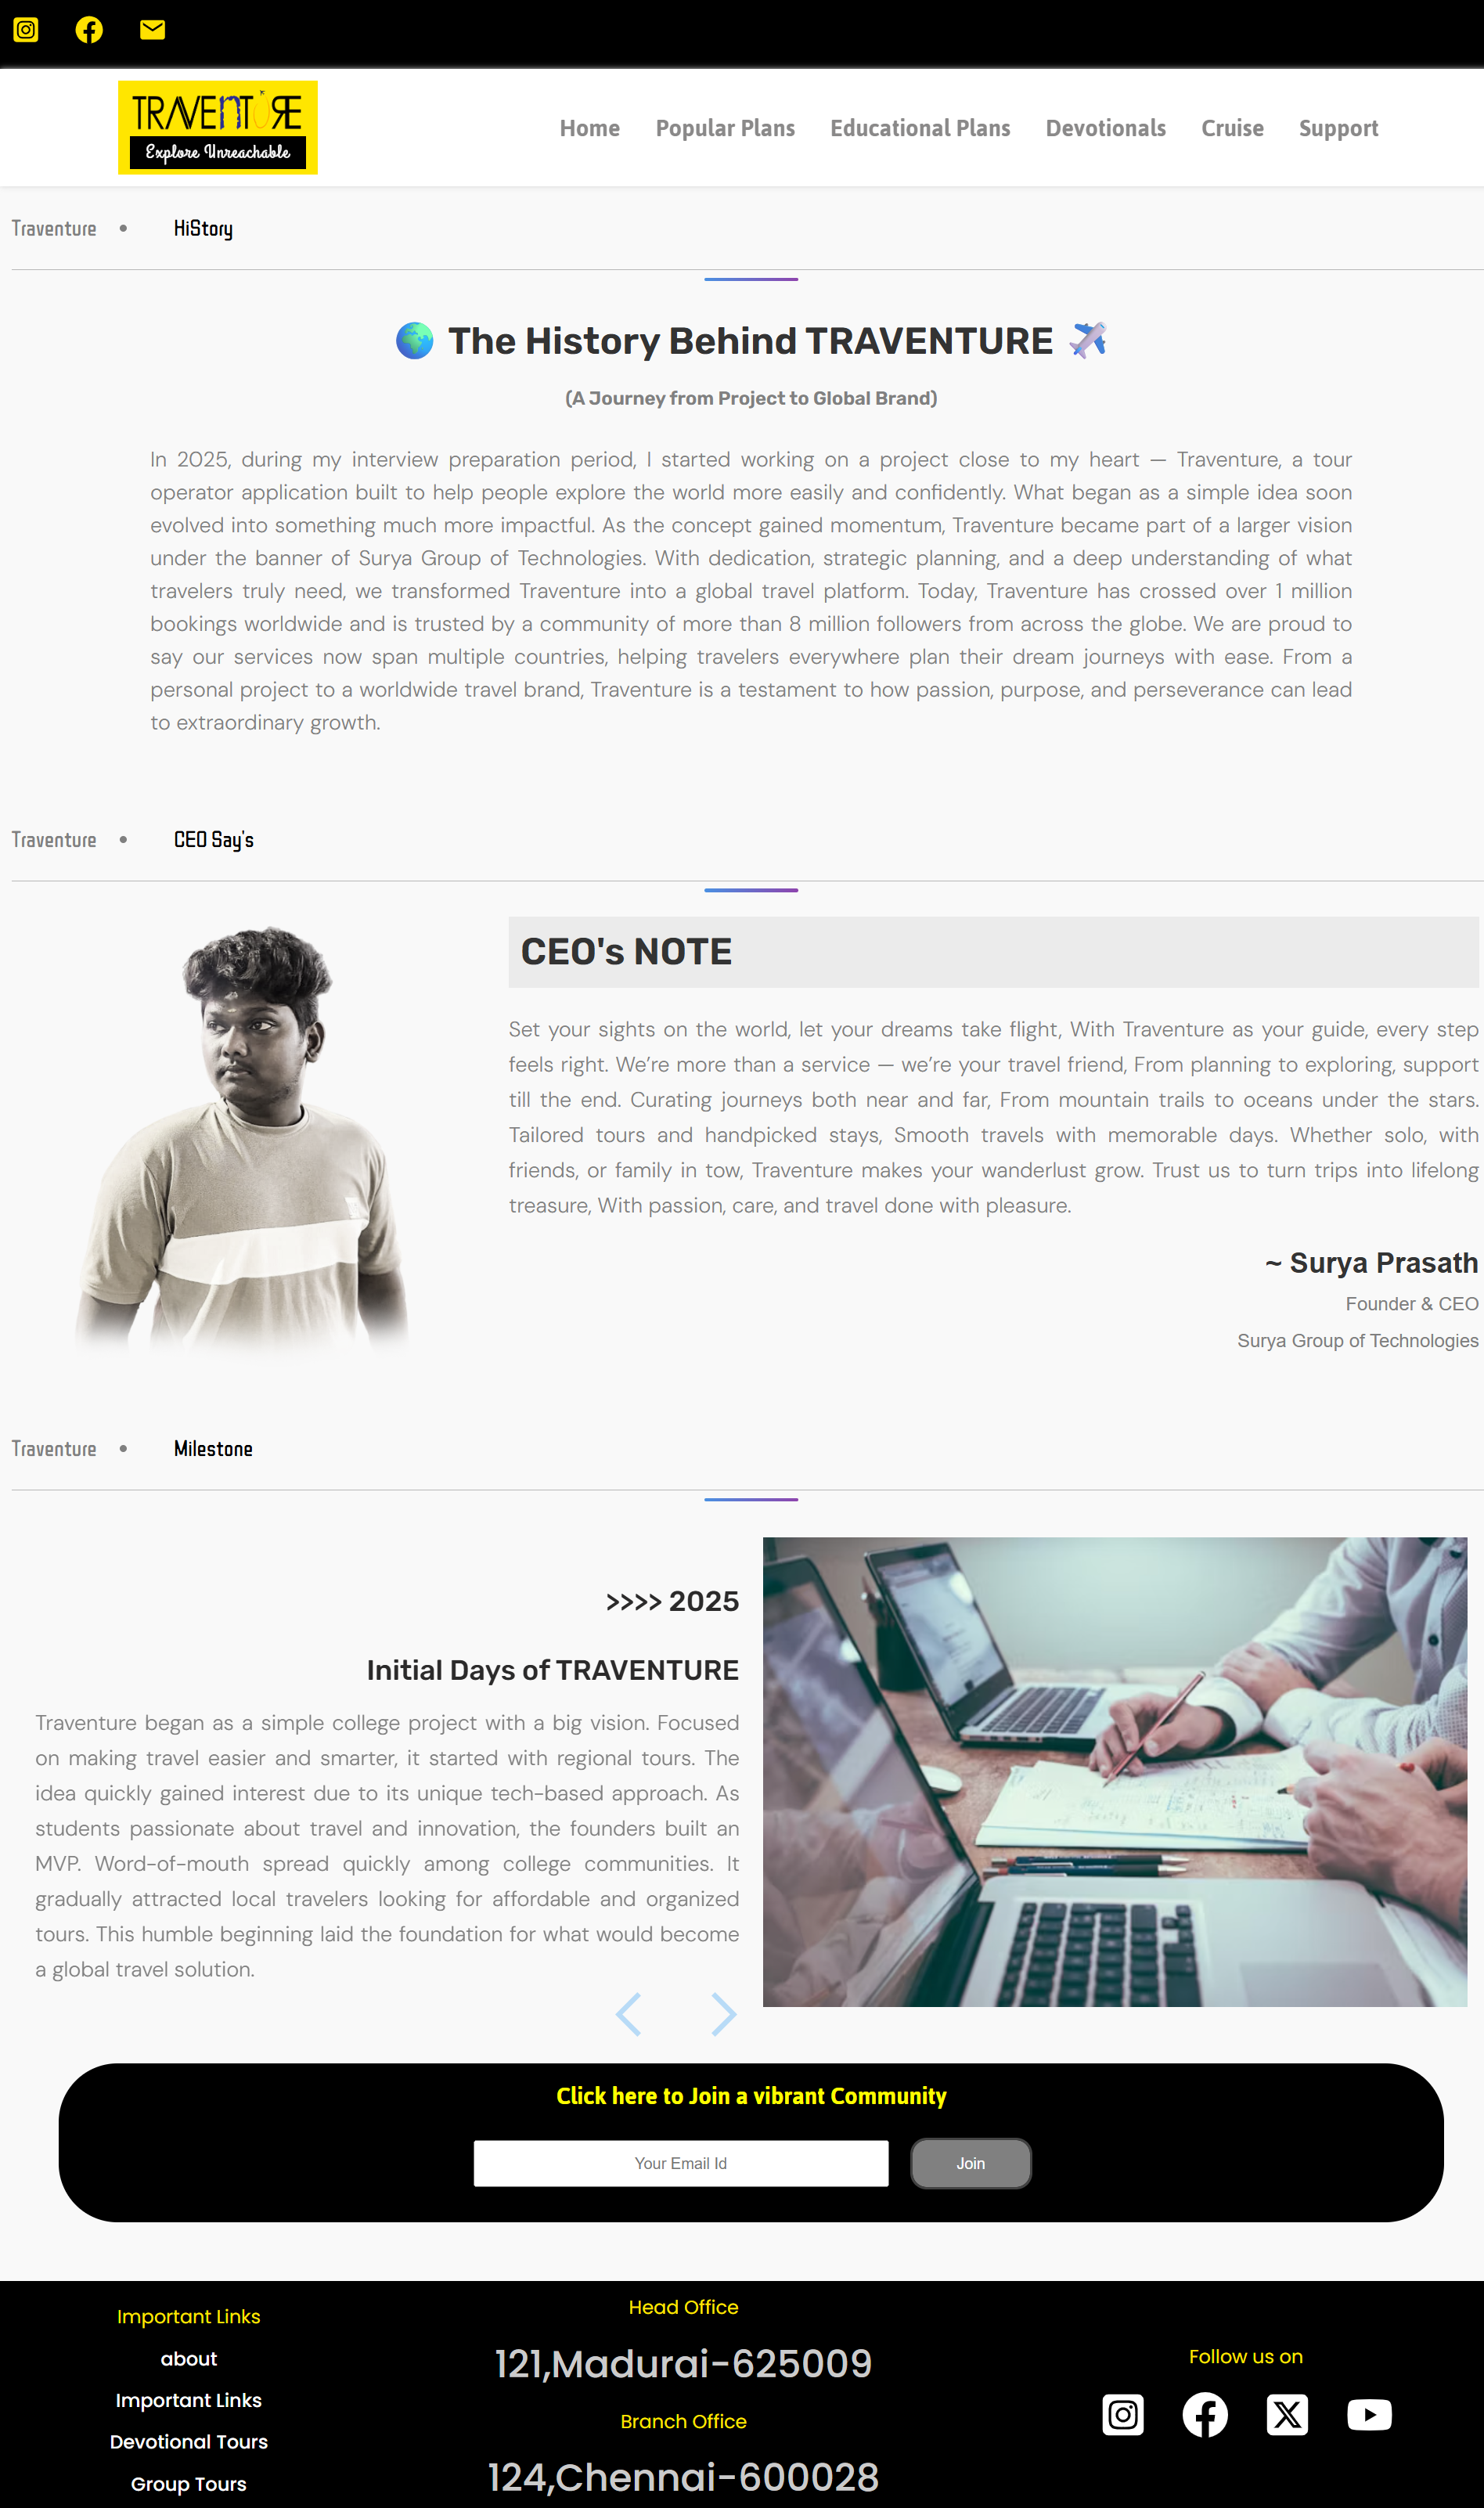 TRAVENTURE
Explore Unreachable
Home Popular Plans Educational Plans Devotionals Cruise Support
Traventure • HiStory
🌍 The History Behind TRAVENTURE ✈️
(A Journey from Project to Global Brand)
In 2025, during my interview preparation period, I started working on a project close to my heart — Traventure, a tour
operator application built to help people explore the world more easily and confidently. What began as a simple idea soon
evolved into something much more impactful. As the concept gained momentum, Traventure became part of a larger vision
under the banner of Surya Group of Technologies. With dedication, strategic planning, and a deep understanding of what
travelers truly need, we transformed Traventure into a global travel platform. Today, Traventure has crossed over 1 million
bookings worldwide and is trusted by a community of more than 8 million followers from across the globe. We are proud to
say our services now span multiple countries, helping travelers everywhere plan their dream journeys with ease. From a
personal project to a worldwide travel brand, Traventure is a testament to how passion, purpose, and perseverance can lead
to extraordinary growth.
Traventure • CEO Say's
CEO's NOTE
Set your sights on the world, let your dreams take flight, With Traventure as your guide, every step
feels right. We’re more than a service — we’re your travel friend, From planning to exploring, support
till the end. Curating journeys both near and far, From mountain trails to oceans under the stars.
Tailored tours and handpicked stays, Smooth travels with memorable days. Whether solo, with
friends, or family in tow, Traventure makes your wanderlust grow. Trust us to turn trips into lifelong
treasure, With passion, care, and travel done with pleasure.
~ Surya Prasath
Founder & CEO
Surya Group of Technologies
Traventure • Milestone
>>>> 2025
Initial Days of TRAVENTURE
Traventure began as a simple college project with a big vision. Focused
on making travel easier and smarter, it started with regional tours. The
idea quickly gained interest due to its unique tech-based approach. As
students passionate about travel and innovation, the founders built an
MVP. Word-of-mouth spread quickly among college communities. It
gradually attracted local travelers looking for affordable and organized
tours. This humble beginning laid the foundation for what would become
a global travel solution.
Click here to Join a vibrant Community
Your Email Id
Join
Important Links
about
Important Links
Devotional Tours
Group Tours
Head Office
121,Madurai-625009
Branch Office
124,Chennai-600028
Follow us on